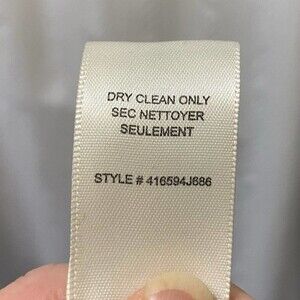 DRY CLEAN ONLY
SEC NETTOYER
SEULEMENT
STYLE # 416594J686